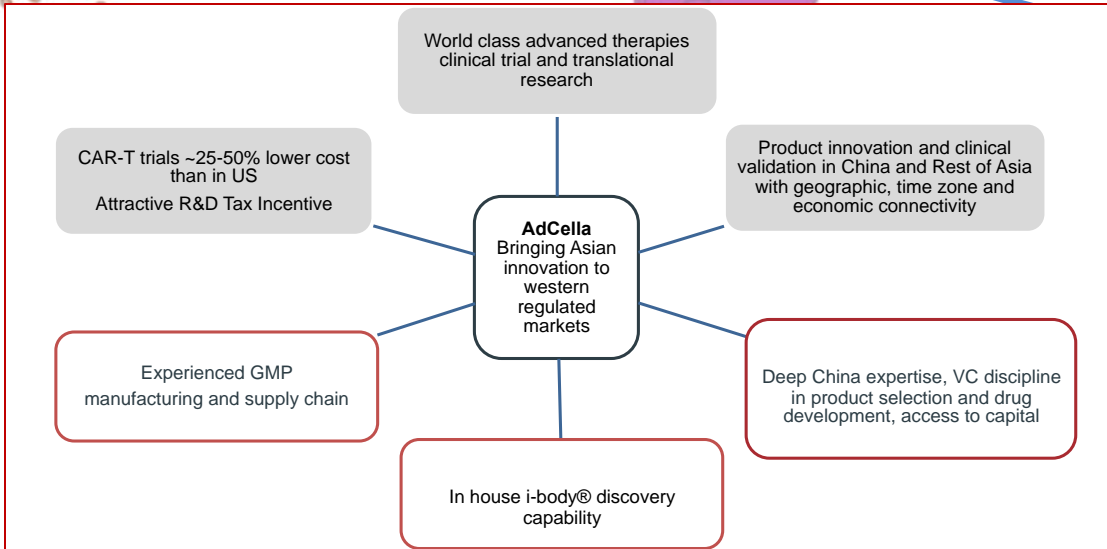 World class advanced therapies
clinical trial and translational
research
CAR-T trials ~25-50% lower cost
than in US
Attractive R&D Tax Incentive
Product innovation and clinical
validation in China and Rest of Asia
with geographic, time zone and
economic connectivity
AdCella
Bringing Asian
innovation to
western
regulated
markets
Experienced GMP
manufacturing and supply chain
Deep China expertise, VC discipline
in product selection and drug
development, access to capital
In house i-body® discovery
capability